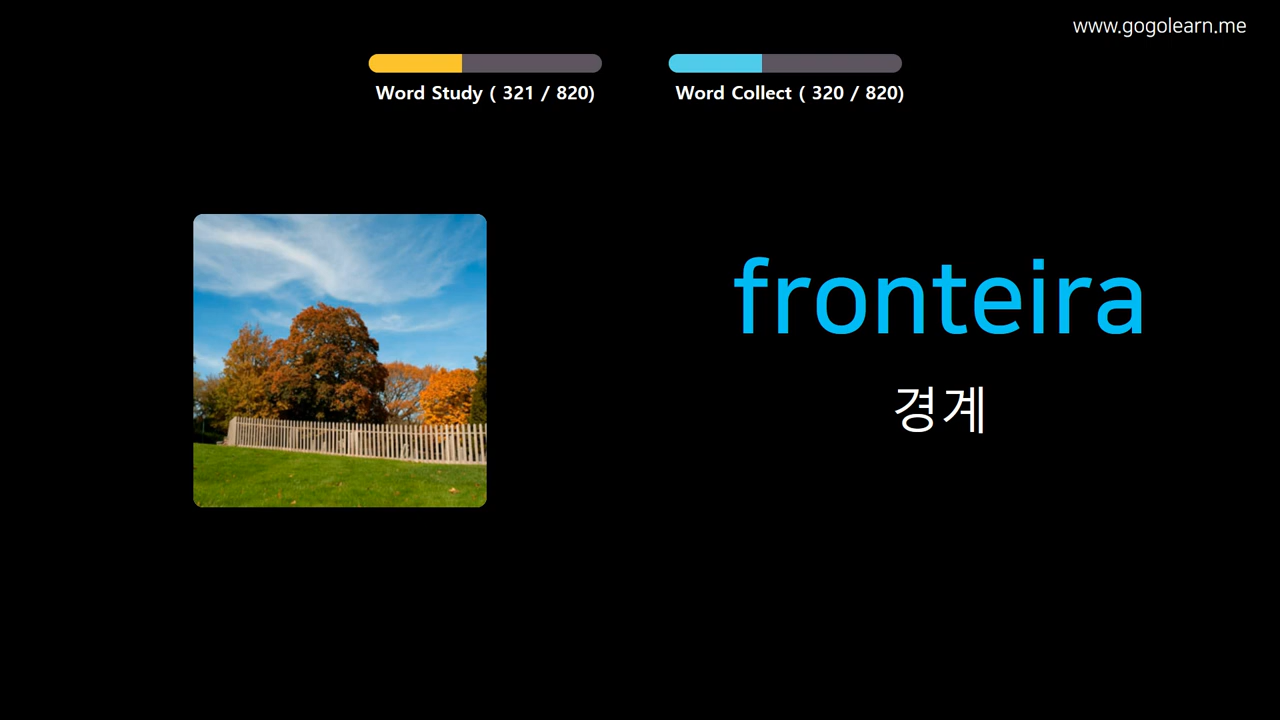 www.gogolearn.me
Word Study ( 321 / 820)
Word Collect ( 320 / 820)
fronteira
경계